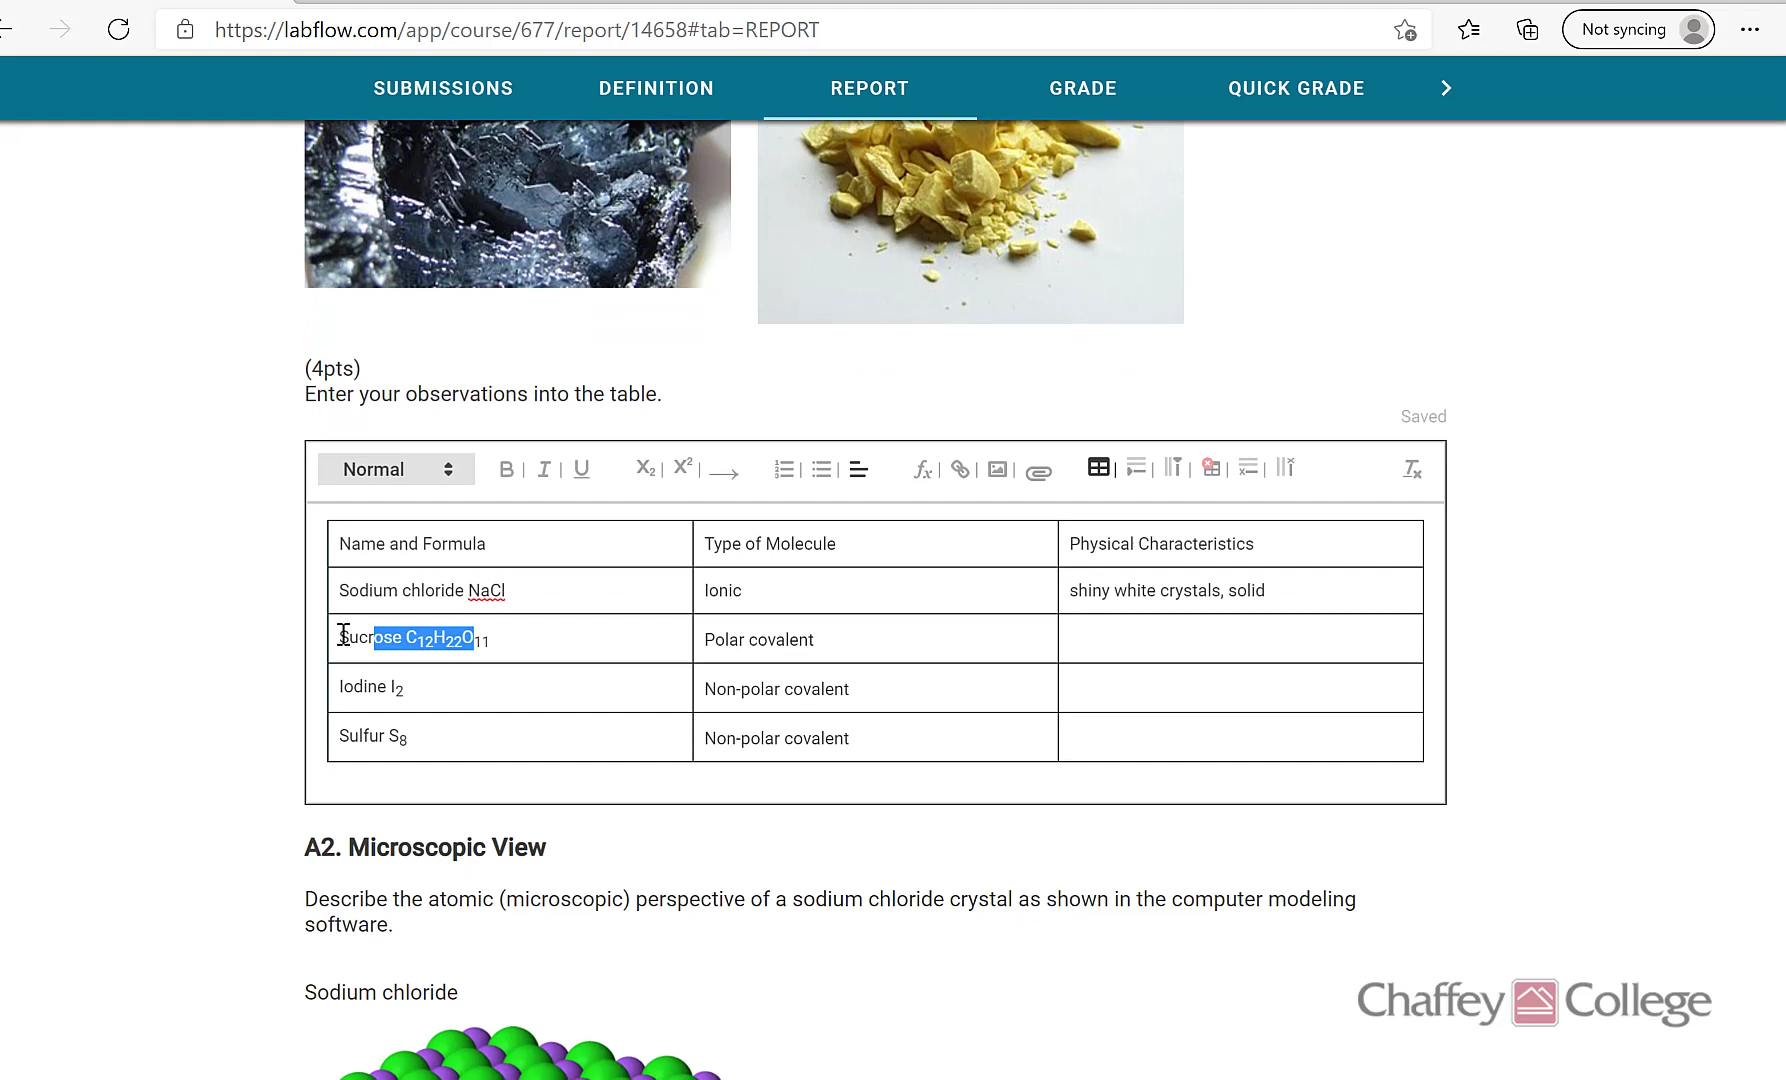 https://labflow.com/app/course/677/report/14658#tab=REPORT
Not syncing
SUBMISSIONS DEFINITION REPORT GRADE QUICK GRADE
(4pts)
Enter your observations into the table.
Saved
Normal B I U X₂ X² fx Tx
Name and Formula Type of Molecule Physical Characteristics
Sodium chloride NaCl Ionic shiny white crystals, solid
Sucrose C₁₂H₂₂O₁₁ Polar covalent
Iodine I₂ Non-polar covalent
Sulfur S₈ Non-polar covalent
A2. Microscopic View
Describe the atomic (microscopic) perspective of a sodium chloride crystal as shown in the computer modeling
software.
Sodium chloride
Chaffey College